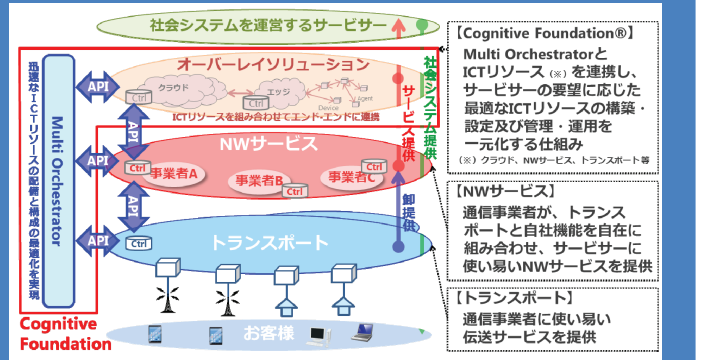 社会システムを運営するサービサー
オーバーレイソリューション
クラウド
エッジ
Ctrl
Ctrl
Device
Agent
ICTリソースを組み合わせてエンド・エンドに連携
API
API
API
API
API
NWサービス
Ctrl
事業者A
事業者B
Ctrl
事業者C
Ctrl
トランスポート
Ctrl
お客様
サービス提供
社会システム提供
卸提供
Multi Orchestrator
迅速なICTリソースの配備と構成の最適化を実現
Cognitive
Foundation
【Cognitive Foundation®】
Multi Orchestratorと
ICTリソース（※）を連携し、
サービサーの要望に応じた
最適なICTリソースの構築・
設定及び管理・運用を
一元化する仕組み
（※）クラウド、NWサービス、トランスポート等
【NWサービス】
通信事業者が、トランス
ポートと自社機能を自在に
組み合わせ、サービサーに
使い易いNWサービスを提供
【トランスポート】
通信事業者に使い易い
伝送サービスを提供